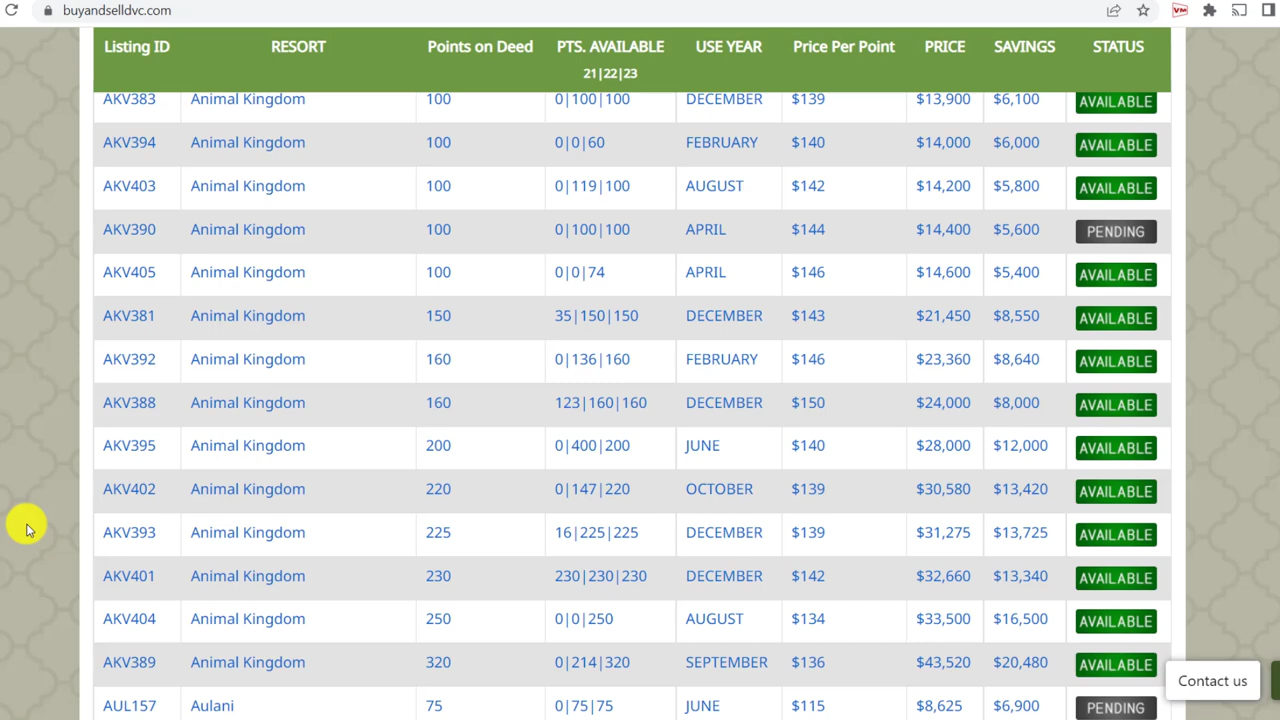 buyandselldvc.com
VM
Listing ID RESORT Points on Deed PTS. AVAILABLE USE YEAR Price Per Point PRICE SAVINGS STATUS
21|22|23
AKV383 Animal Kingdom 100 0|100|100 DECEMBER $139 $13,900 $6,100 AVAILABLE
AKV394 Animal Kingdom 100 0|0|60 FEBRUARY $140 $14,000 $6,000 AVAILABLE
AKV403 Animal Kingdom 100 0|119|100 AUGUST $142 $14,200 $5,800 AVAILABLE
AKV390 Animal Kingdom 100 0|100|100 APRIL $144 $14,400 $5,600 PENDING
AKV405 Animal Kingdom 100 0|0|74 APRIL $146 $14,600 $5,400 AVAILABLE
AKV381 Animal Kingdom 150 35|150|150 DECEMBER $143 $21,450 $8,550 AVAILABLE
AKV392 Animal Kingdom 160 0|136|160 FEBRUARY $146 $23,360 $8,640 AVAILABLE
AKV388 Animal Kingdom 160 123|160|160 DECEMBER $150 $24,000 $8,000 AVAILABLE
AKV395 Animal Kingdom 200 0|400|200 JUNE $140 $28,000 $12,000 AVAILABLE
AKV402 Animal Kingdom 220 0|147|220 OCTOBER $139 $30,580 $13,420 AVAILABLE
AKV393 Animal Kingdom 225 16|225|225 DECEMBER $139 $31,275 $13,725 AVAILABLE
AKV401 Animal Kingdom 230 230|230|230 DECEMBER $142 $32,660 $13,340 AVAILABLE
AKV404 Animal Kingdom 250 0|0|250 AUGUST $134 $33,500 $16,500 AVAILABLE
AKV389 Animal Kingdom 320 0|214|320 SEPTEMBER $136 $43,520 $20,480 AVAILABLE
AUL157 Aulani 75 0|75|75 JUNE $115 $8,625 $6,900 PENDING
Contact us